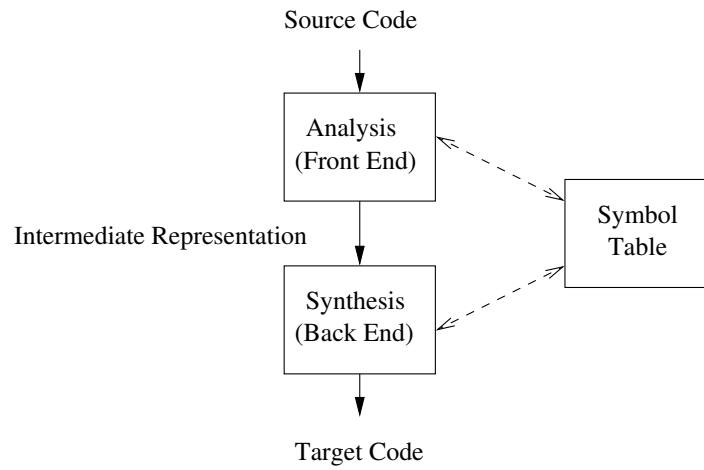 Source Code
Analysis
(Front End)
Symbol
Table
Intermediate Representation
Synthesis
(Back End)
Target Code